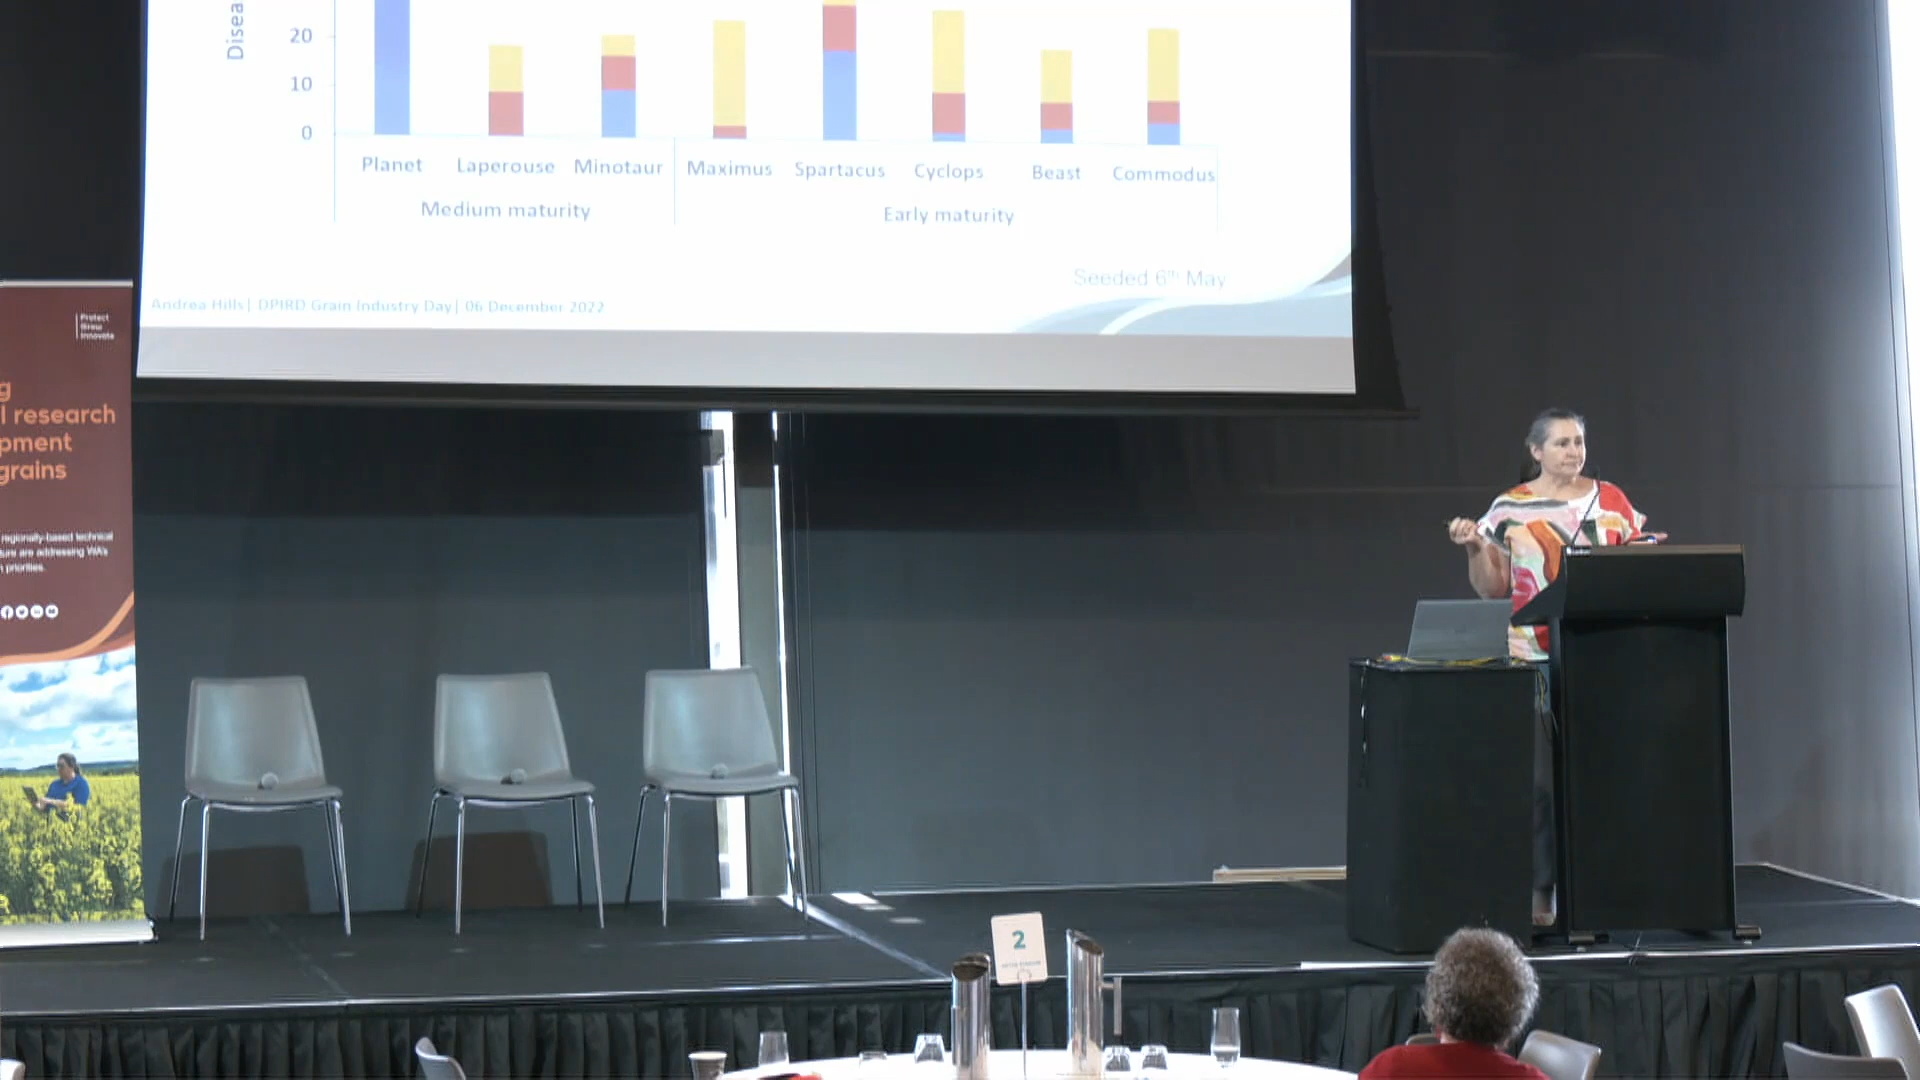 Disea
20
10
0
Planet Laperouse Minotaur Maximus Spartacus Cyclops Beast Commodus
Medium maturity Early maturity
Seeded 6th May
Andrea Hills| DPIRD Grain Industry Day| 06 December 2022
Protect
Grow
Innovate
g
l research
pment
grains
regionally-based technical
ture are addressing WA's
n priorities.
2